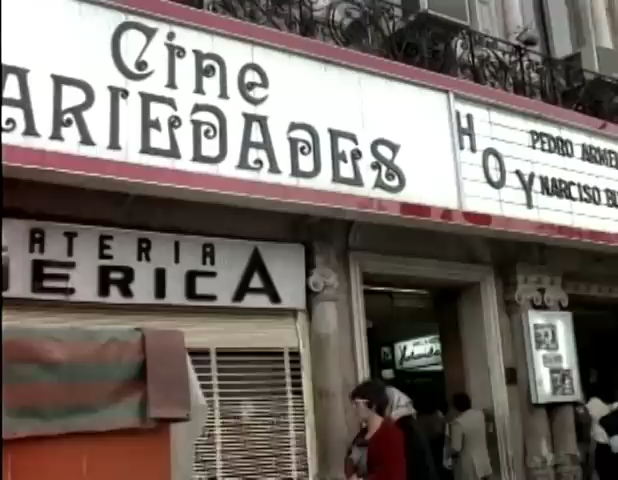 Cine
ARIEDADES
HOY
PEDRO ARME
NARCISO BU
ATERIA
ERICA